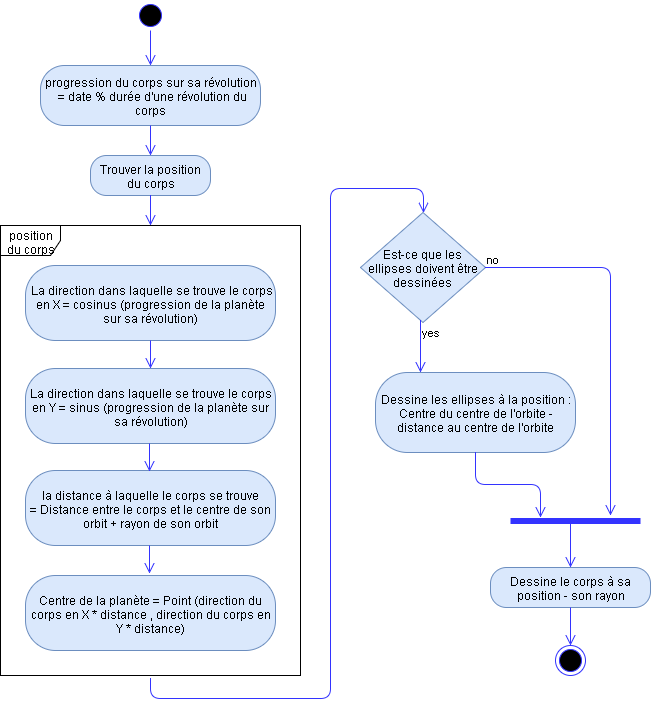 progression du corps sur sa révolution
= date % durée d'une révolution du
corps
Trouver la position
du corps
position
du corps
La direction dans laquelle se trouve le corps
en X = cosinus (progression de la planète
sur sa révolution)
La direction dans laquelle se trouve le corps
en Y = sinus (progression de la planète sur
sa révolution)
la distance à laquelle le corps se trouve
= Distance entre le corps et le centre de son
orbit + rayon de son orbit
Centre de la planète = Point (direction du
corps en X * distance , direction du corps en
Y * distance)
Est-ce que les
ellipses doivent être
dessinées
no
yes
Dessine les ellipses à la position :
Centre du centre de l'orbite -
distance au centre de l'orbite
Dessine le corps à sa
position - son rayon